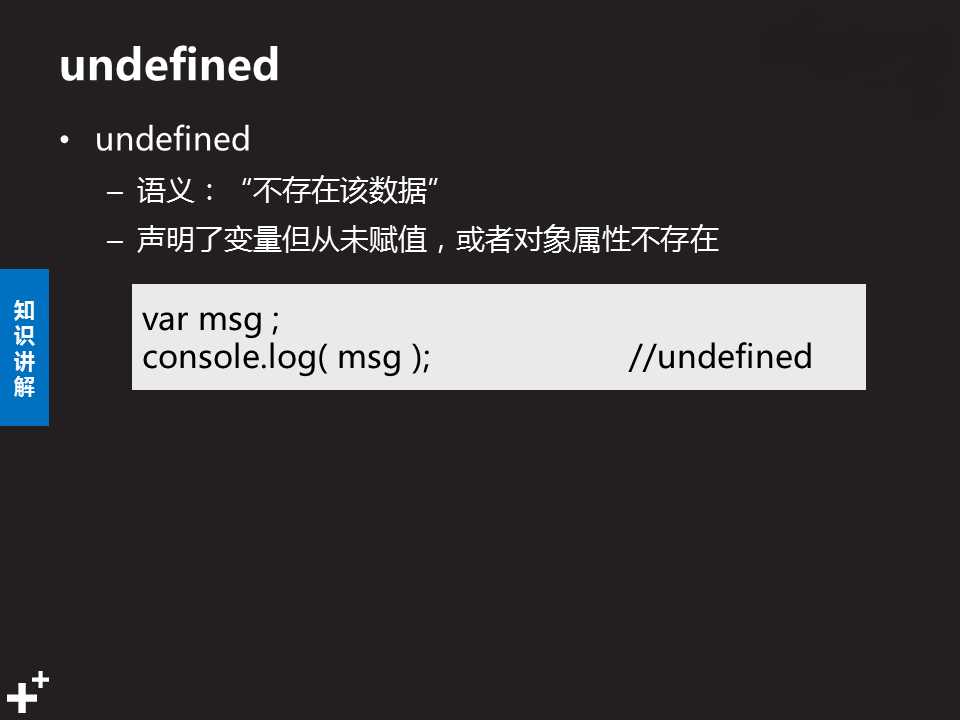 undefined
• undefined
– 语义：“不存在该数据”
– 声明了变量但从未赋值，或者对象属性不存在
知识讲解
var msg ;
console.log( msg ); //undefined